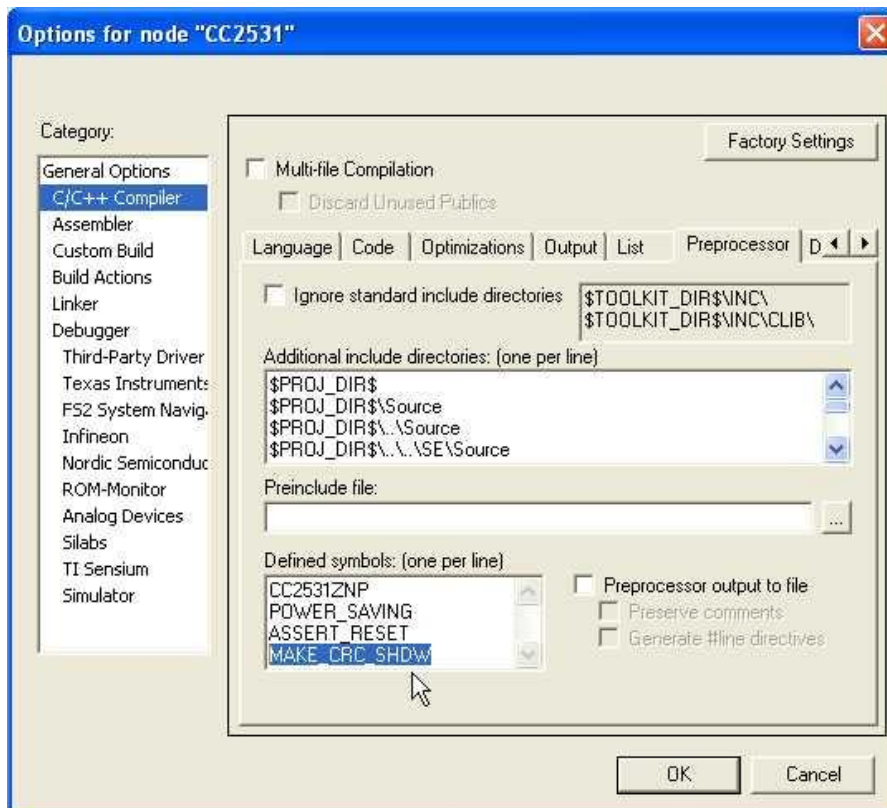 Options for node "CC2531"
Category:
General Options
C/C++ Compiler
Assembler
Custom Build
Build Actions
Linker
Debugger
Third-Party Driver
Texas Instruments
FS2 System Navig
Infineon
Nordic Semiconduc
ROM-Monitor
Analog Devices
Silabs
TI Sensium
Simulator
Factory Settings
Multi-file Compilation
Discard Unused Publics
Language Code Optimizations Output List Preprocessor D
Ignore standard include directories
$TOOLKIT_DIR$\INC\
$TOOLKIT_DIR$\INC\CLIB\
Additional include directories: (one per line)
$PROJ_DIR$
$PROJ_DIR$\Source
$PROJ_DIR$\..\Source
$PROJ_DIR$\..\..\SE\Source
Preinclude file:
...
Defined symbols: (one per line)
CC2531ZNP
POWER_SAVING
ASSERT_RESET
MAKE_CRC_SHDW
Preprocessor output to file
Preserve comments
Generate #line directives
OK
Cancel